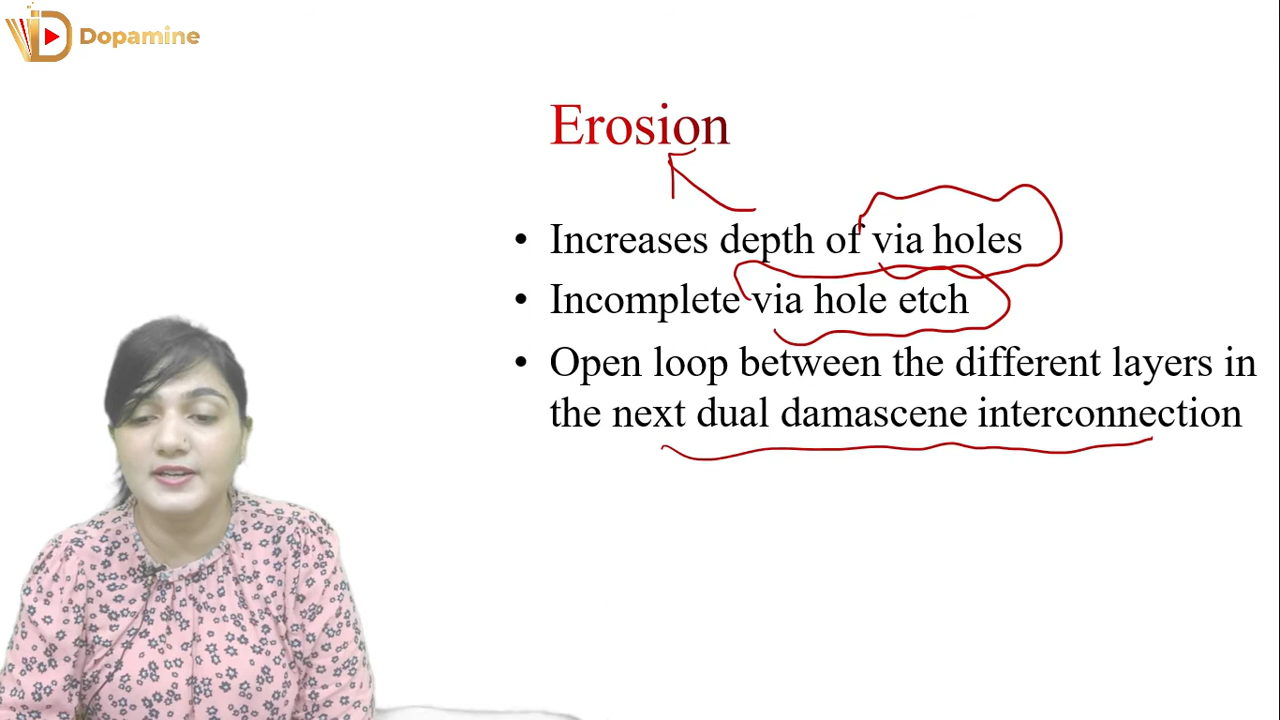 Dopamine
Erosion
• Increases depth of via holes
• Incomplete via hole etch
• Open loop between the different layers in
the next dual damascene interconnection